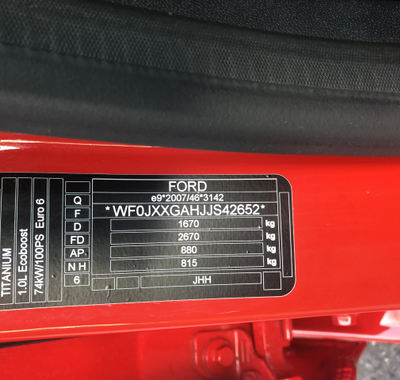 FORD
e9*2007/46*3142
*WF0JXXGAHJJS42652*
1670 kg
2670 kg
880 kg
815 kg
JHH
Q
F
D
FD
AP
N H
6
TITANIUM
1.0L Ecoboost
74KW/100PS Euro 6